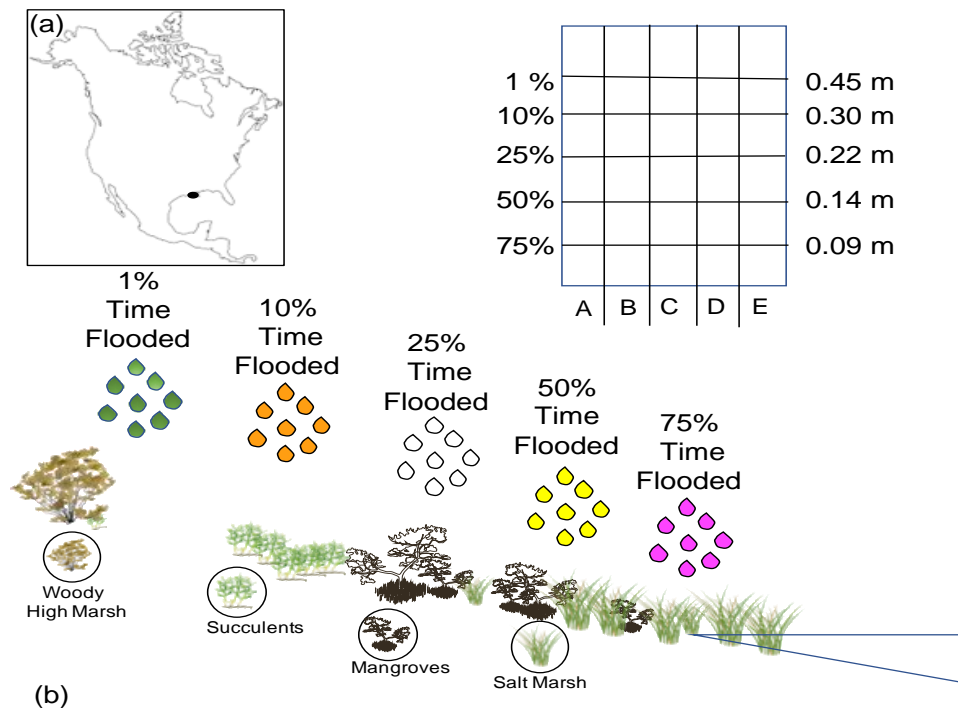 (a)
1 % 0.45 m
10% 0.30 m
25% 0.22 m
50% 0.14 m
75% 0.09 m
A B C D E
1%
Time
Flooded
10%
Time
Flooded
25%
Time
Flooded
50%
Time
Flooded
75%
Time
Flooded
Woody
High Marsh
Succulents
Mangroves
Salt Marsh
(b)